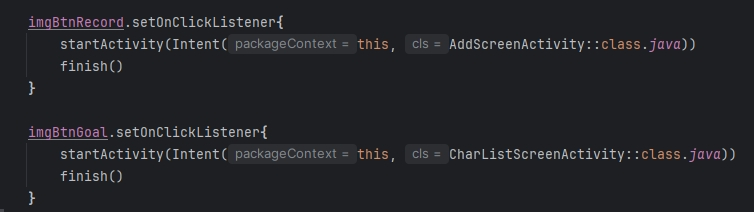 imgBtnRecord.setOnClickListener{
startActivity(Intent( packageContext = this, cls = AddScreenActivity::class.java))
finish()
}
imgBtnGoal.setOnClickListener{
startActivity(Intent( packageContext = this, cls = CharListScreenActivity::class.java))
finish()
}